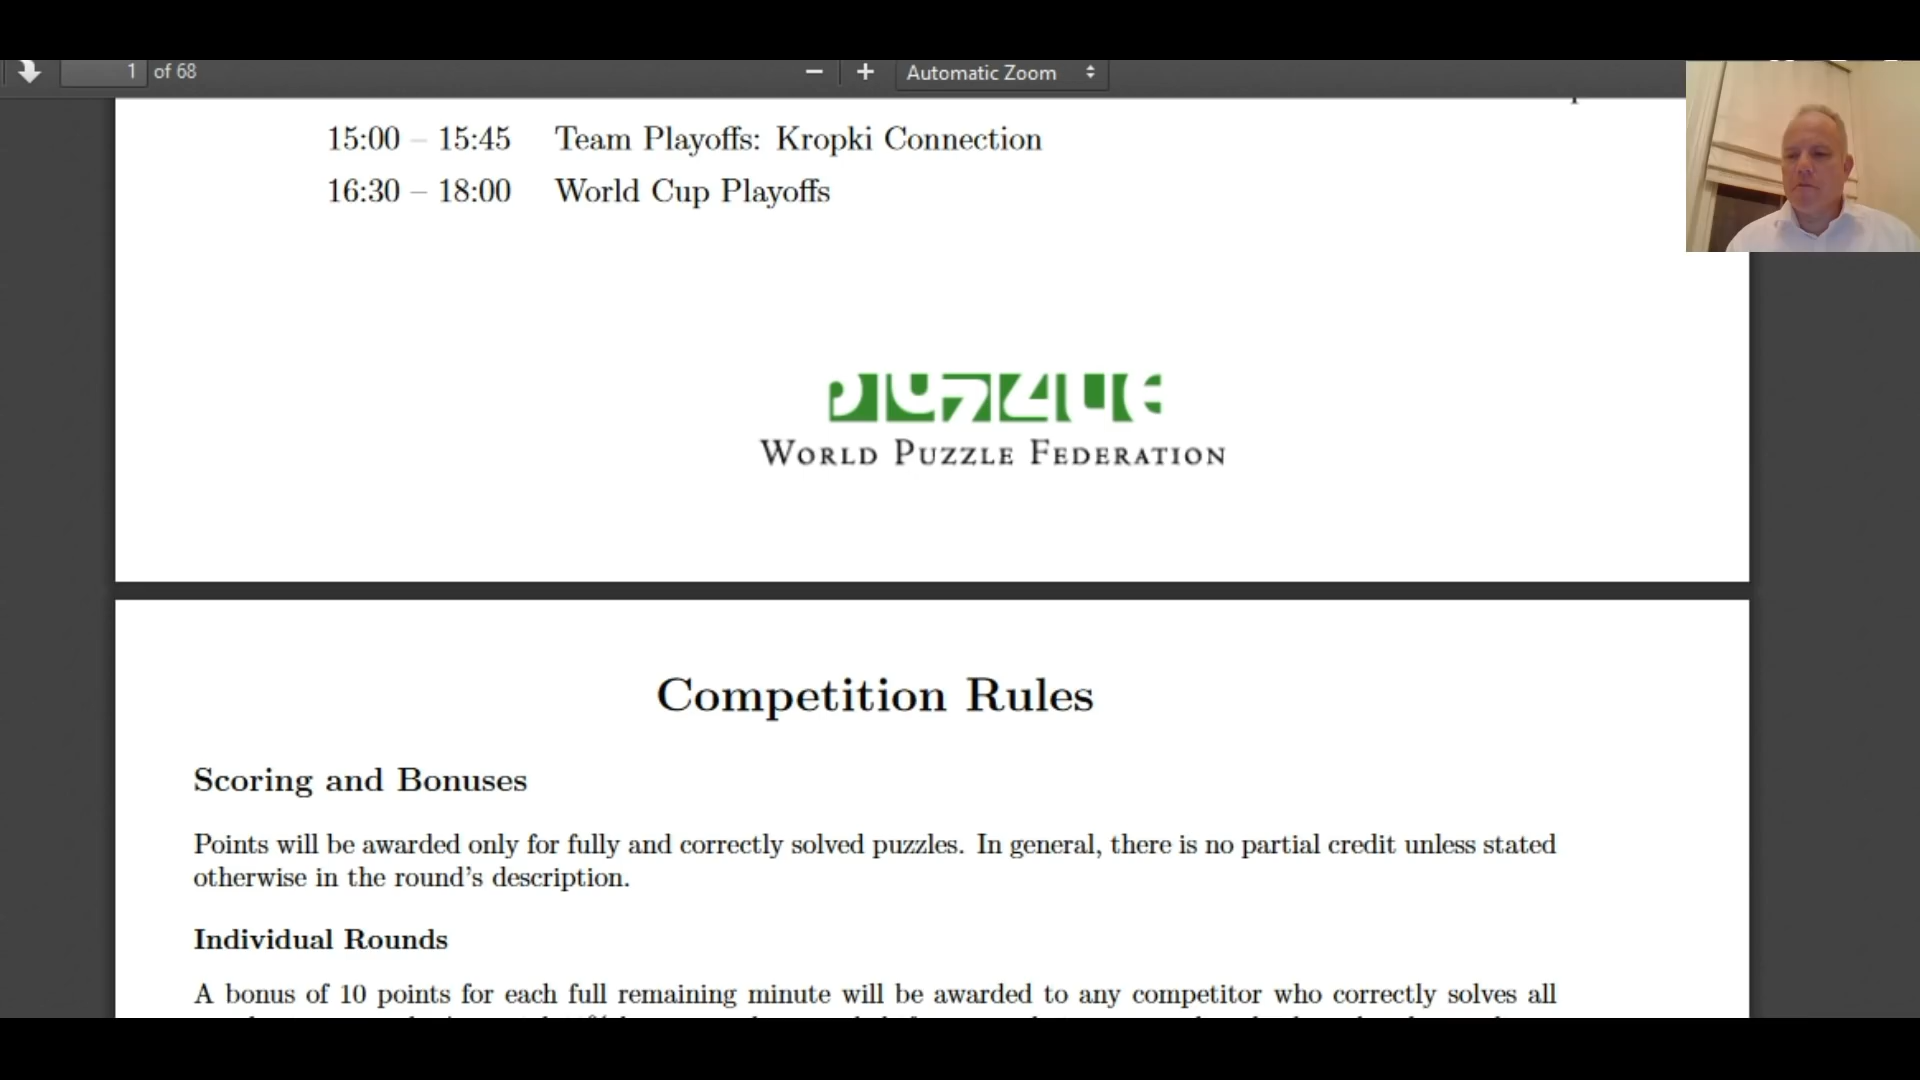 1 of 68
Automatic Zoom
15:00 – 15:45 Team Playoffs: Kropki Connection
16:30 – 18:00 World Cup Playoffs
PUZZLE
WORLD PUZZLE FEDERATION
Competition Rules
Scoring and Bonuses
Points will be awarded only for fully and correctly solved puzzles. In general, there is no partial credit unless stated
otherwise in the round's description.
Individual Rounds
A bonus of 10 points for each full remaining minute will be awarded to any competitor who correctly solves all